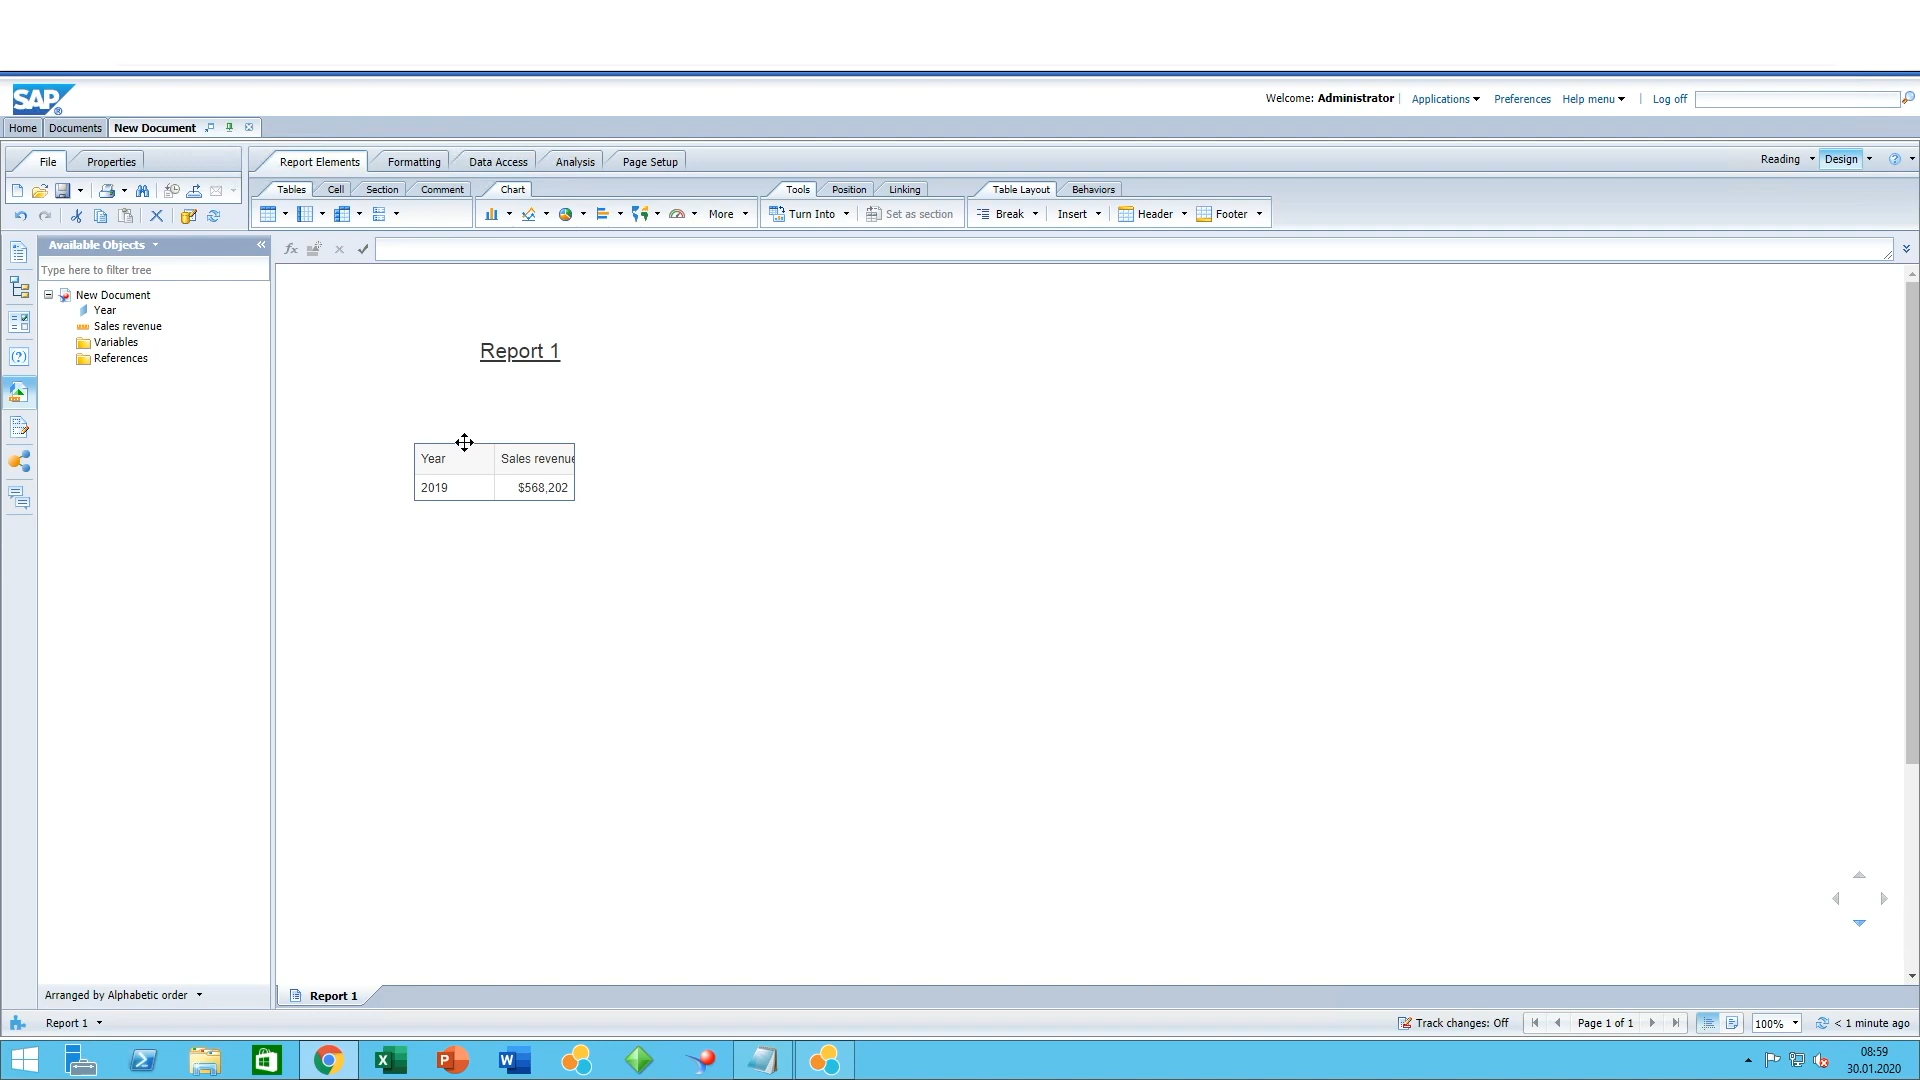 SAP
Welcome: Administrator Applications Preferences Help menu Log off
Home Documents New Document
File Properties Report Elements Formatting Data Access Analysis Page Setup Reading Design
Tables Cell Section Comment Chart Tools Position Linking Table Layout Behaviors
More Turn Into Set as section Break Insert Header Footer
Available Objects
Type here to filter tree
New Document
Year
Sales revenue
Variables
References
Report 1
Year Sales revenue
2019 $568,202
Arranged by Alphabetic order
Report 1
Report 1 Track changes: Off Page 1 of 1 100% < 1 minute ago
08:59
30.01.2020